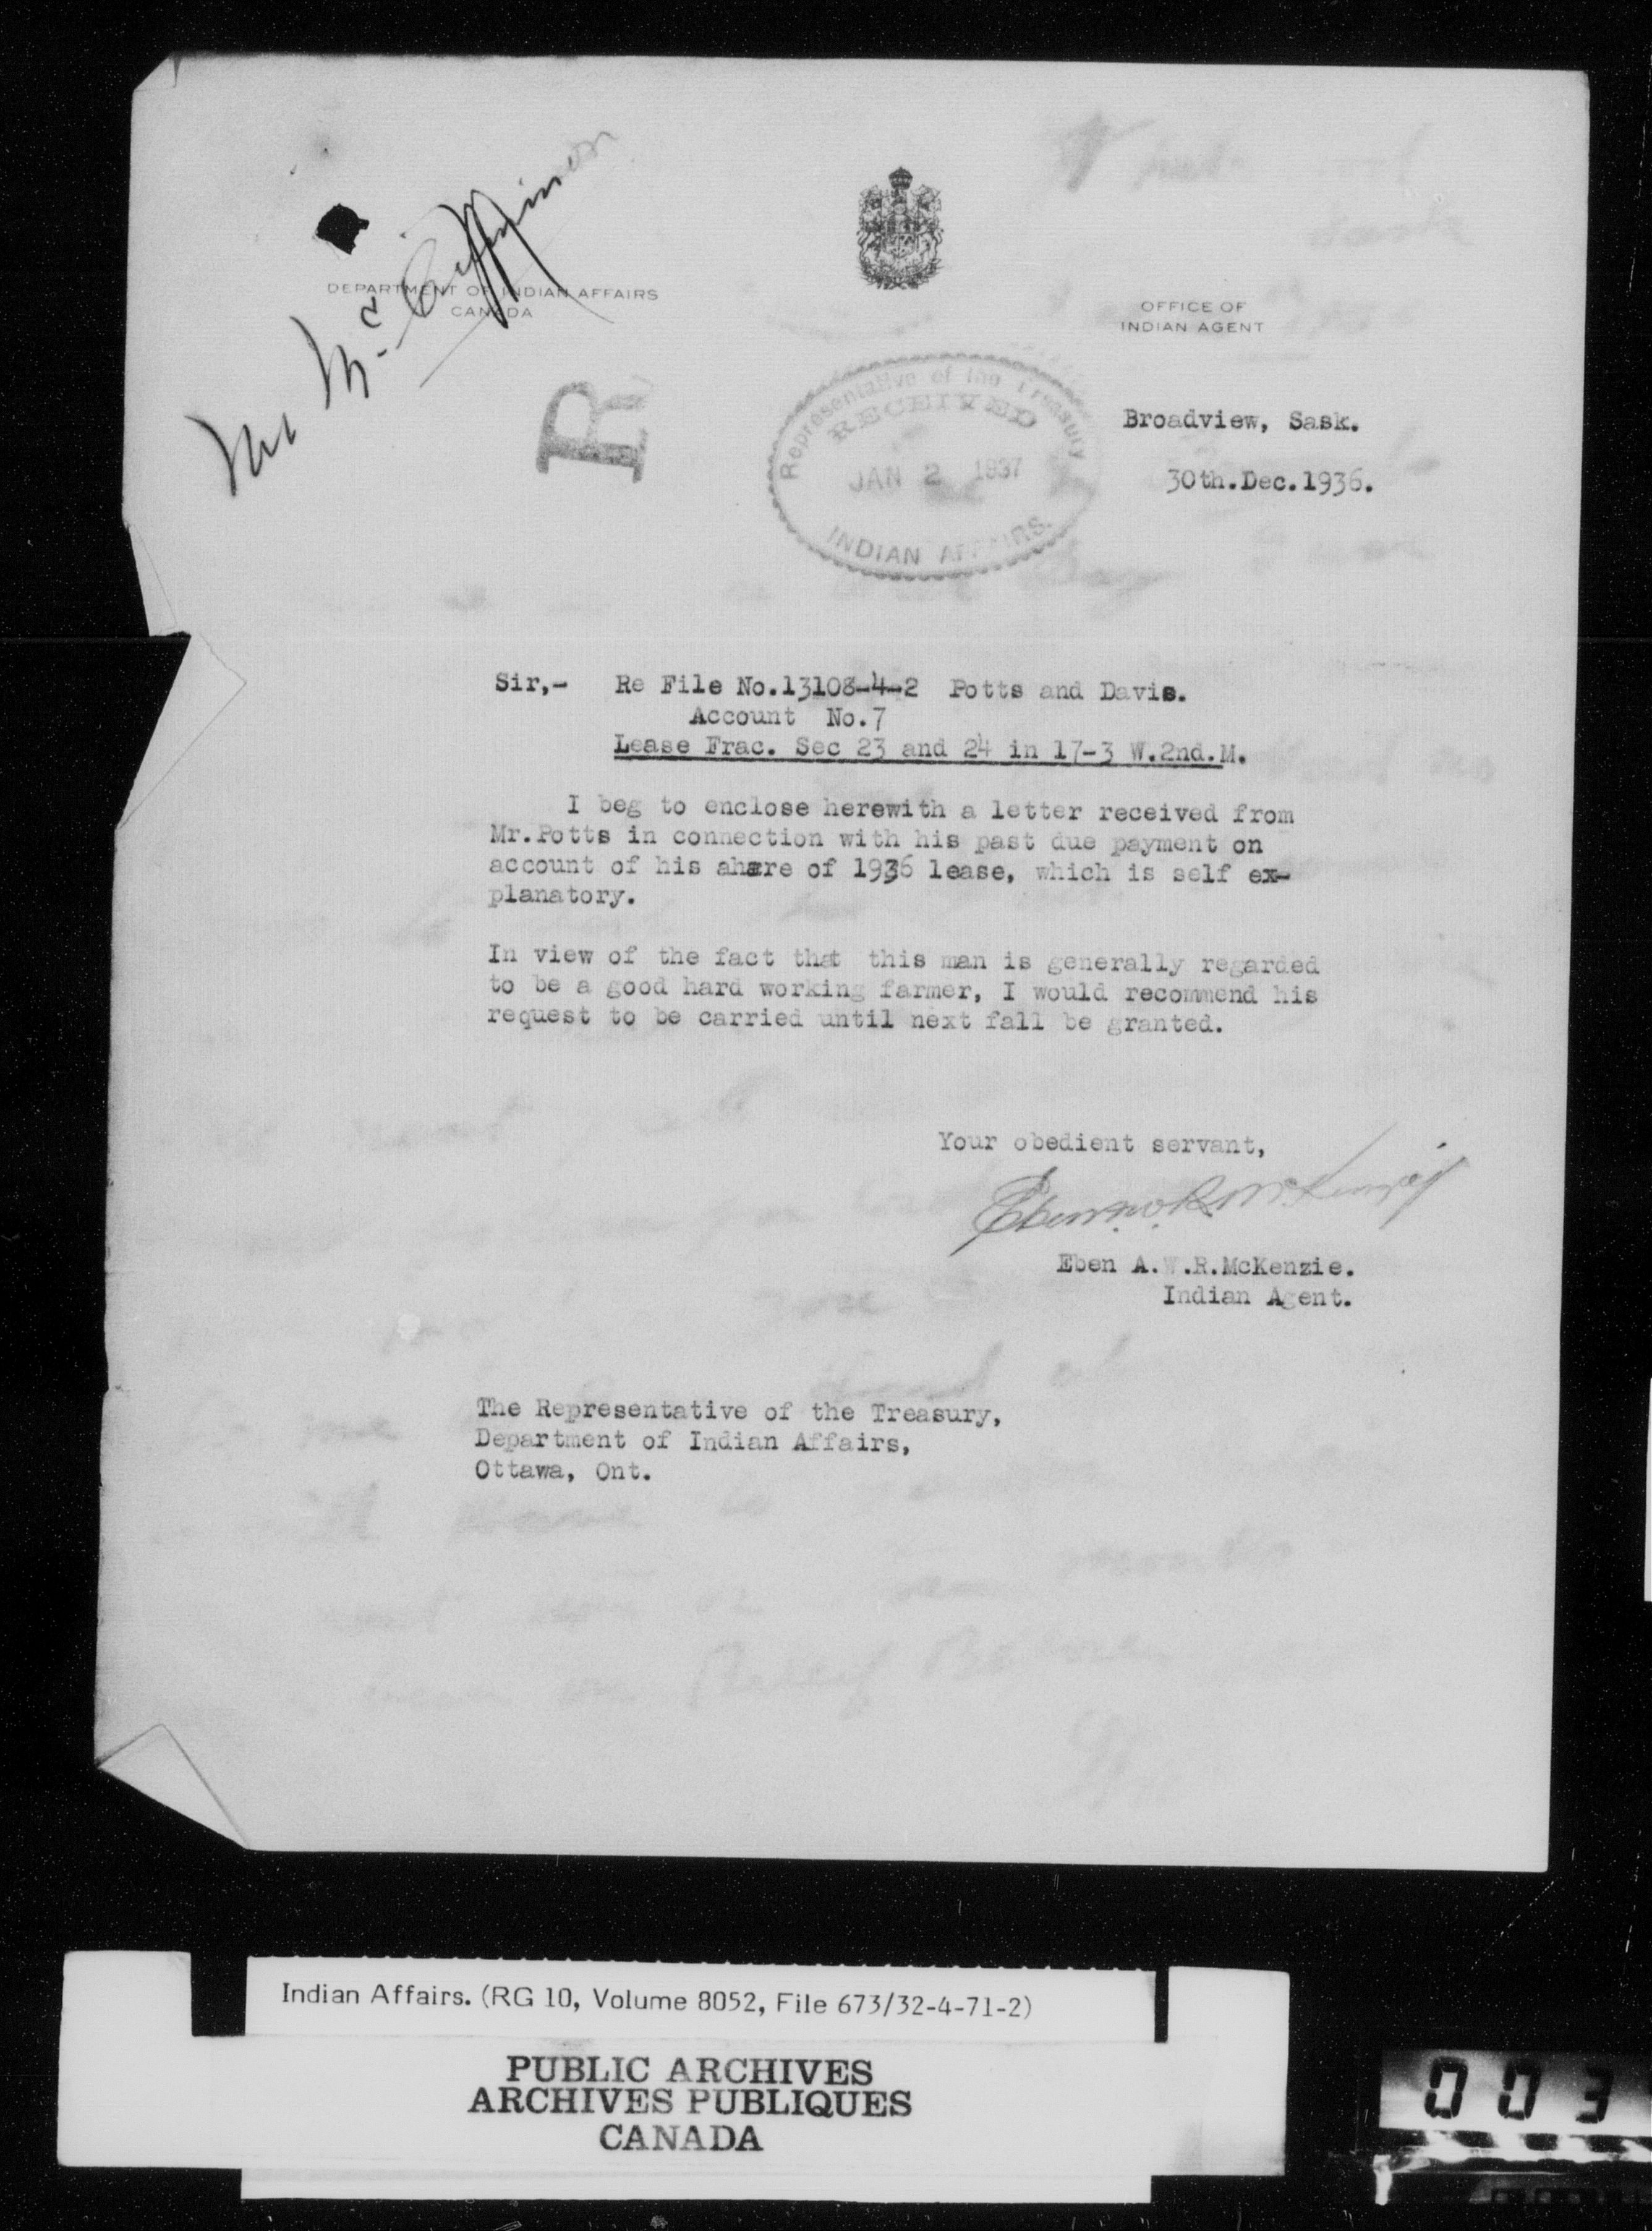 Mr Mc
DEPARTMENT OF INDIAN AFFAIRS
CANADA
OFFICE OF
INDIAN AGENT
R
Representative of the Treasury
RECEIVED
JAN 2 1937
INDIAN AFFAIRS.
Broadview, Sask.
30th.Dec.1936.
Sir,- Re File No.13108-4-2 Potts and Davis.
Account No.7
Lease Frac. Sec 23 and 24 in 17-3 W.2nd.M.
I beg to enclose herewith a letter received from
Mr.Potts in connection with his past due payment on
account of his ahare of 1936 lease, which is self ex-
planatory.
In view of the fact that this man is generally regarded
to be a good hard working farmer, I would recommend his
request to be carried until next fall be granted.
Your obedient servant,
Eben A.W.R.McKenzie
Eben A.W.R.McKenzie.
Indian Agent.
The Representative of the Treasury,
Department of Indian Affairs,
Ottawa, Ont.
Indian Affairs. (RG 10, Volume 8052, File 673/32-4-71-2)
PUBLIC ARCHIVES
ARCHIVES PUBLIQUES
CANADA
003